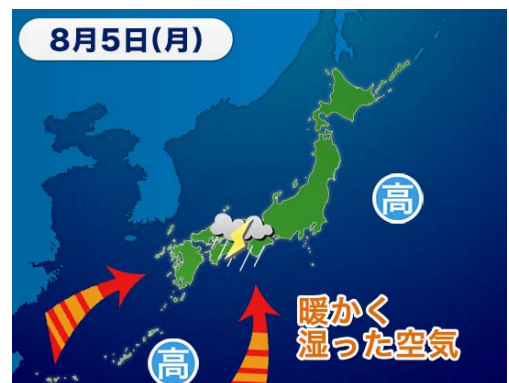 8月5日(月)
高
暖かく
湿った空気
高